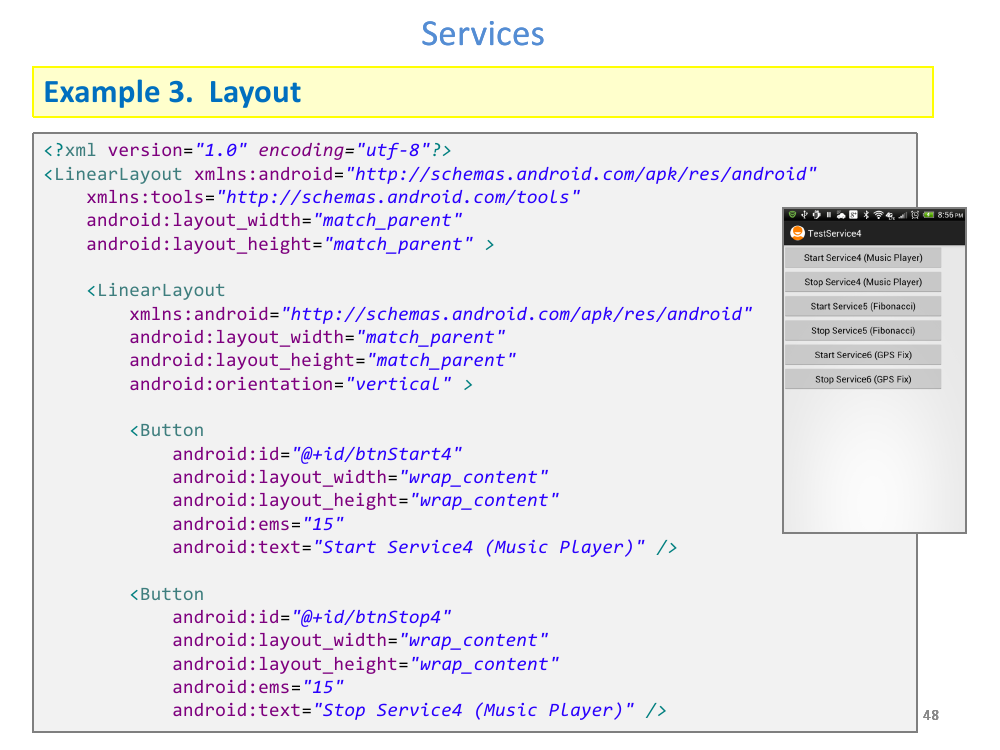 Services
Example 3. Layout
<?xml version="1.0" encoding="utf-8"?>
<LinearLayout xmlns:android="http://schemas.android.com/apk/res/android"
    xmlns:tools="http://schemas.android.com/tools"
    android:layout_width="match_parent"
    android:layout_height="match_parent" >
    <LinearLayout
        xmlns:android="http://schemas.android.com/apk/res/android"
        android:layout_width="match_parent"
        android:layout_height="match_parent"
        android:orientation="vertical" >
        <Button
            android:id="@+id/btnStart4"
            android:layout_width="wrap_content"
            android:layout_height="wrap_content"
            android:ems="15"
            android:text="Start Service4 (Music Player)" />
        <Button
            android:id="@+id/btnStop4"
            android:layout_width="wrap_content"
            android:layout_height="wrap_content"
            android:ems="15"
            android:text="Stop Service4 (Music Player)" />
8:56 PM
TestService4
Start Service4 (Music Player)
Stop Service4 (Music Player)
Start Service5 (Fibonacci)
Stop Service5 (Fibonacci)
Start Service6 (GPS Fix)
Stop Service6 (GPS Fix)
48